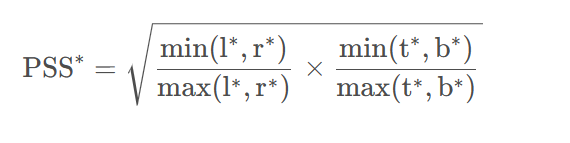 PSS* = √(min(l*, r*)/max(l*, r*) × min(t*, b*)/max(t*, b*))